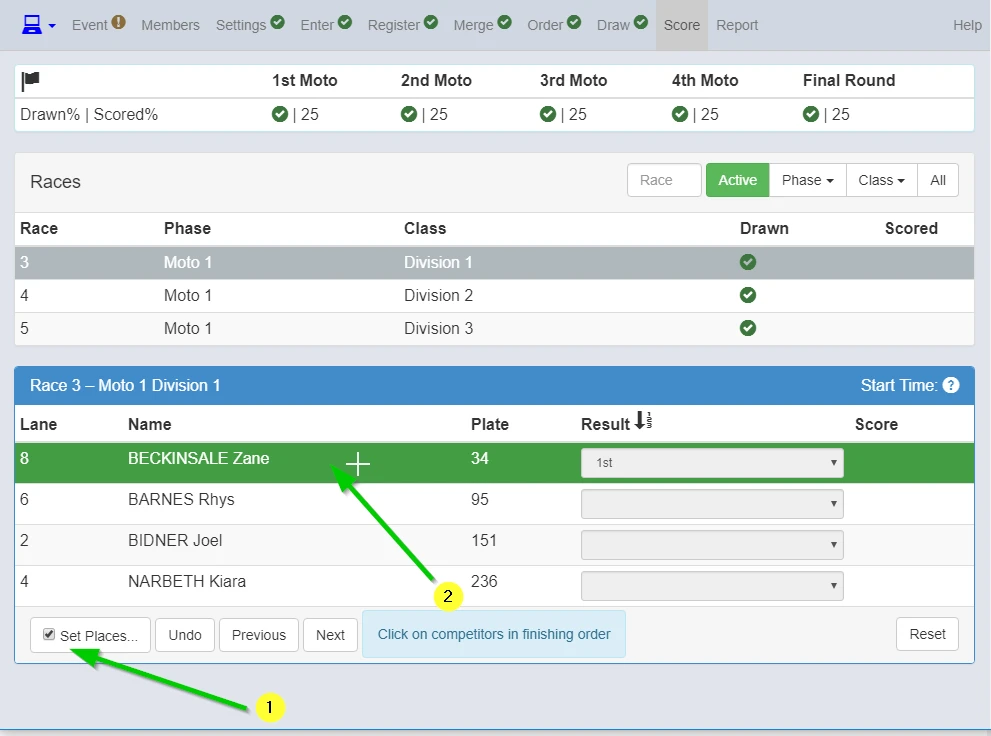 Event Members Settings Enter Register Merge Order Draw Score Report Help
1st Moto 2nd Moto 3rd Moto 4th Moto Final Round
Drawn% | Scored% | 25 | 25 | 25 | 25 | 25
Races Race Active Phase Class All
Race Phase Class Drawn Scored
3 Moto 1 Division 1
4 Moto 1 Division 2
5 Moto 1 Division 3
Race 3 – Moto 1 Division 1 Start Time:
Lane Name Plate Result Score
8 BECKINSALE Zane 34 1st
6 BARNES Rhys 95
2 BIDNER Joel 151
4 NARBETH Kiara 236
2
Set Places... Undo Previous Next Click on competitors in finishing order Reset
1